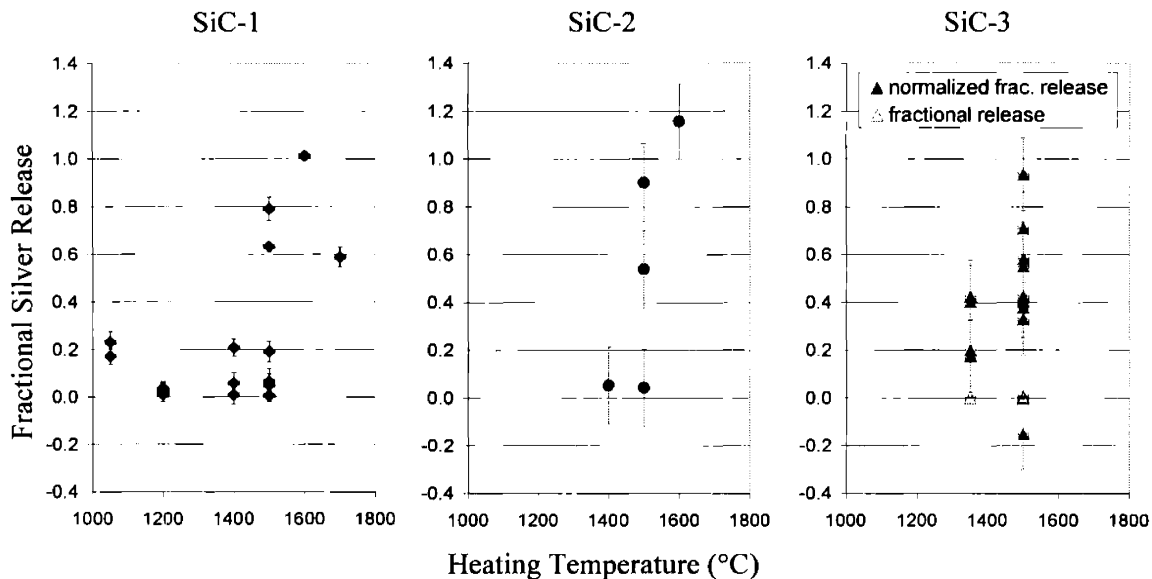 SiC-1 SiC-2 SiC-3
Fractional Silver Release
1.4 1.4 1.4
1.2 1.2 1.2
1.0 1.0 1.0
0.8 0.8 0.8
0.6 0.6 0.6
0.4 0.4 0.4
0.2 0.2 0.2
0.0 0.0 0.0
-0.2 -0.2 -0.2
-0.4 -0.4 -0.4
normalized frac. release
fractional release
1000 1200 1400 1600 1800 1000 1200 1400 1600 1800 1000 1200 1400 1600 1800
Heating Temperature (°C)